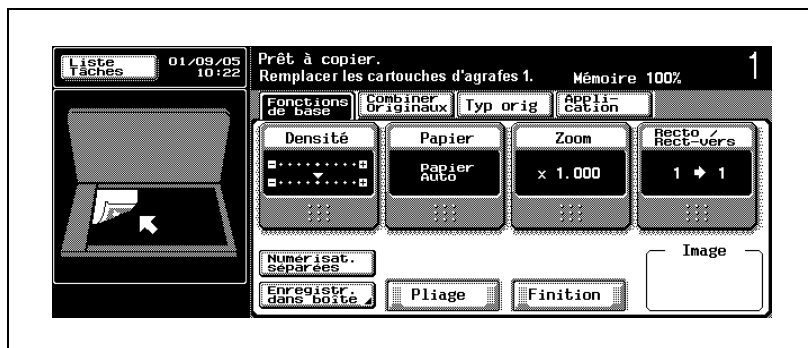 Liste
Tâches
01/09/05
10:22
Prêt à copier.
Remplacer les cartouches d'agrafes 1.
Mémoire 100%
1
Fonctions
de base
Combiner
Originaux
Typ orig
Appli-
cation
Densité
Papier
Zoom
Recto /
Rect-vers
Papier
Auto
× 1.000
1 → 1
Numérisat.
séparées
Image
Enregistr.
dans boîte
Pliage
Finition